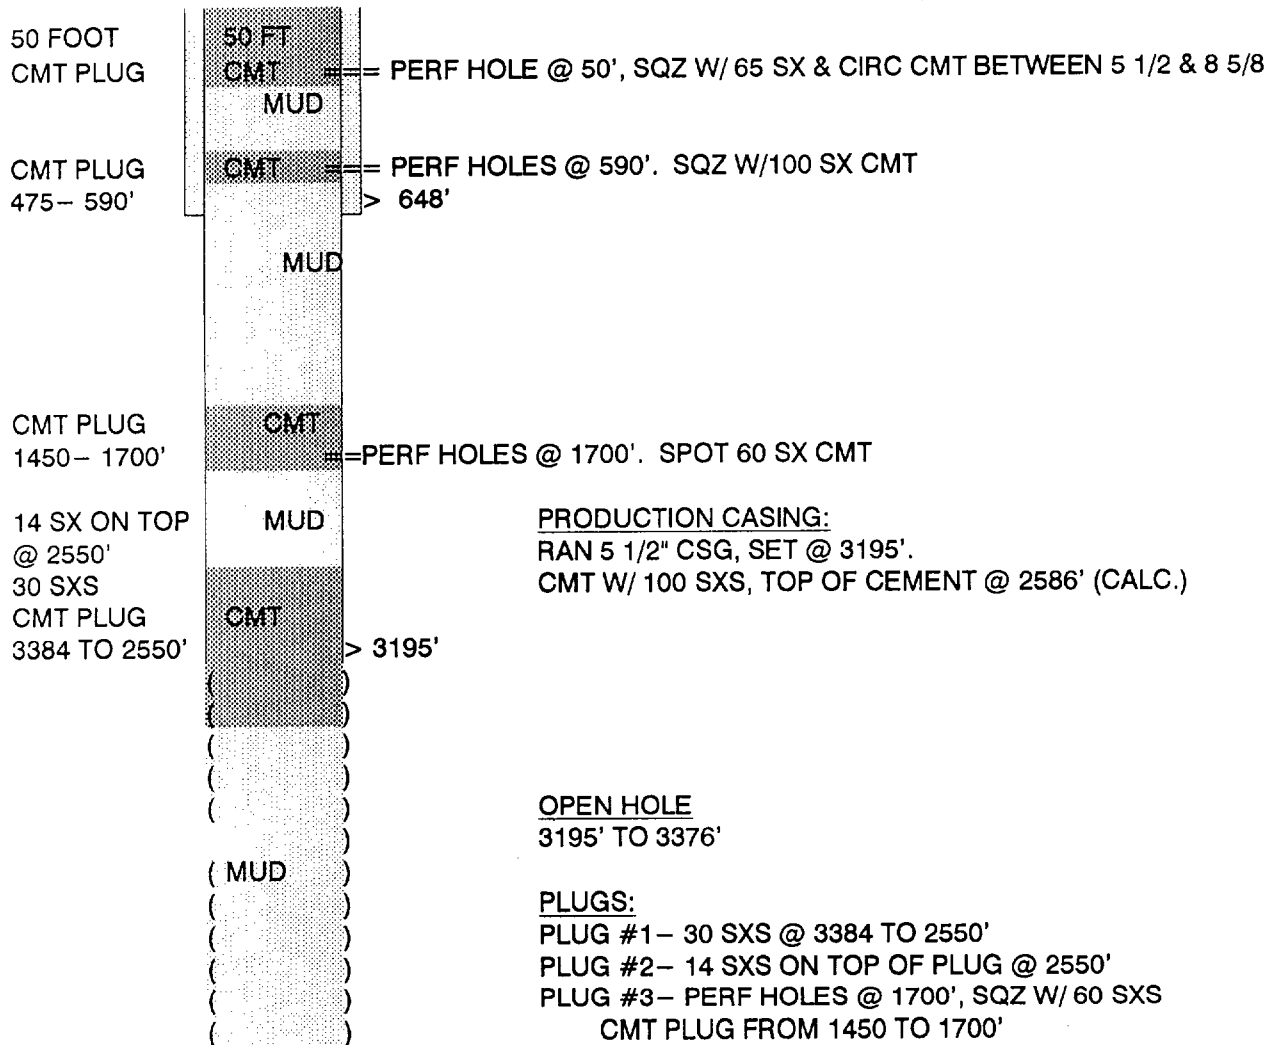 50 FOOT
CMT PLUG
50 FT
CMT
=== PERF HOLE @ 50', SQZ W/ 65 SX & CIRC CMT BETWEEN 5 1/2 & 8 5/8
MUD
CMT PLUG
475– 590'
CMT
=== PERF HOLES @ 590'. SQZ W/100 SX CMT
> 648'
MUD
CMT PLUG
1450– 1700'
CMT
==PERF HOLES @ 1700'. SPOT 60 SX CMT
14 SX ON TOP
@ 2550'
30 SXS
CMT PLUG
3384 TO 2550'
MUD
CMT
> 3195'
PRODUCTION CASING:
RAN 5 1/2" CSG, SET @ 3195'.
CMT W/ 100 SXS, TOP OF CEMENT @ 2586' (CALC.)
MUD
OPEN HOLE
3195' TO 3376'
PLUGS:
PLUG #1– 30 SXS @ 3384 TO 2550'
PLUG #2– 14 SXS ON TOP OF PLUG @ 2550'
PLUG #3– PERF HOLES @ 1700', SQZ W/ 60 SXS
CMT PLUG FROM 1450 TO 1700'